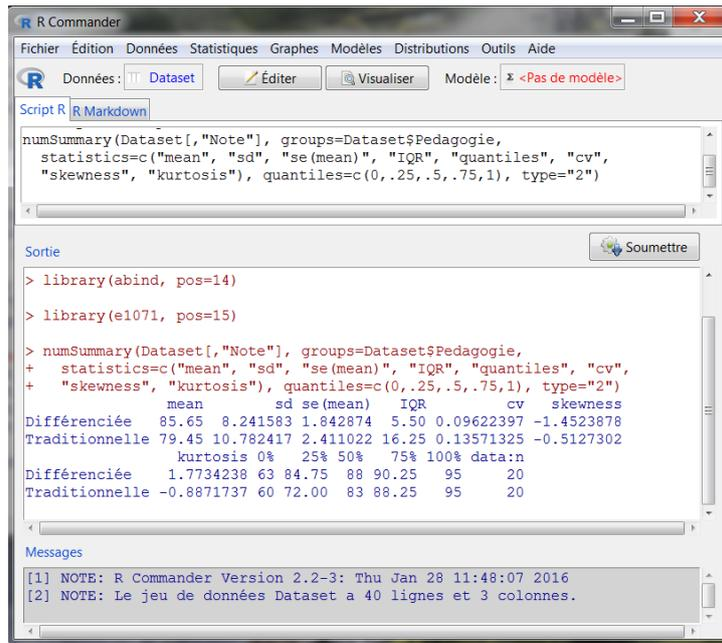 R Commander
Fichier Édition Données Statistiques Graphes Modèles Distributions Outils Aide
Données : Dataset Éditer Visualiser Modèle : Σ <Pas de modèle>
Script R R Markdown
numSummary(Dataset[,"Note"], groups=Dataset$Pedagogie,
  statistics=c("mean", "sd", "se(mean)", "IQR", "quantiles", "cv",
  "skewness", "kurtosis"), quantiles=c(0,.25,.5,.75,1), type="2")
Sortie Soumettre
> library(abind, pos=14)
> library(e1071, pos=15)
> numSummary(Dataset[,"Note"], groups=Dataset$Pedagogie,
+   statistics=c("mean", "sd", "se(mean)", "IQR", "quantiles", "cv",
+   "skewness", "kurtosis"), quantiles=c(0,.25,.5,.75,1), type="2")
mean sd se(mean) IQR cv skewness
Différenciée 85.65 8.241583 1.842874 5.50 0.09622397 -1.4523878
Traditionnelle 79.45 10.782417 2.411022 16.25 0.13571325 -0.5127302
kurtosis 0% 25% 50% 75% 100% data:n
Différenciée 1.7734238 63 84.75 88 90.25 95 20
Traditionnelle -0.8871737 60 72.00 83 88.25 95 20
Messages
[1] NOTE: R Commander Version 2.2-3: Thu Jan 28 11:48:07 2016
[2] NOTE: Le jeu de données Dataset a 40 lignes et 3 colonnes.